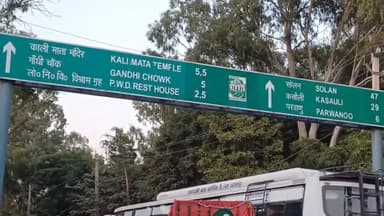 काली माता मंदिर KALI MATA TEMPLE 5,5
गाँधी चौक GANDHI CHOWK 5
लो०नि०वि० विश्राम गृह P.W.D. REST HOUSE 2,5
सोलन SOLAN 47
कसौली KASAULI 29
परवाणु PARWANOO 6